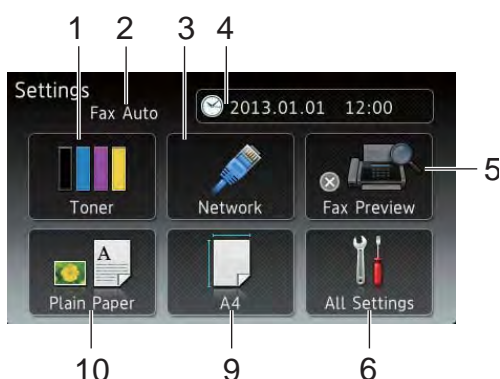 1 2 3 4
Settings
Fax Auto
2013.01.01 12:00
5
Toner Network Fax Preview
A
Plain Paper A4 All Settings
10 9 6